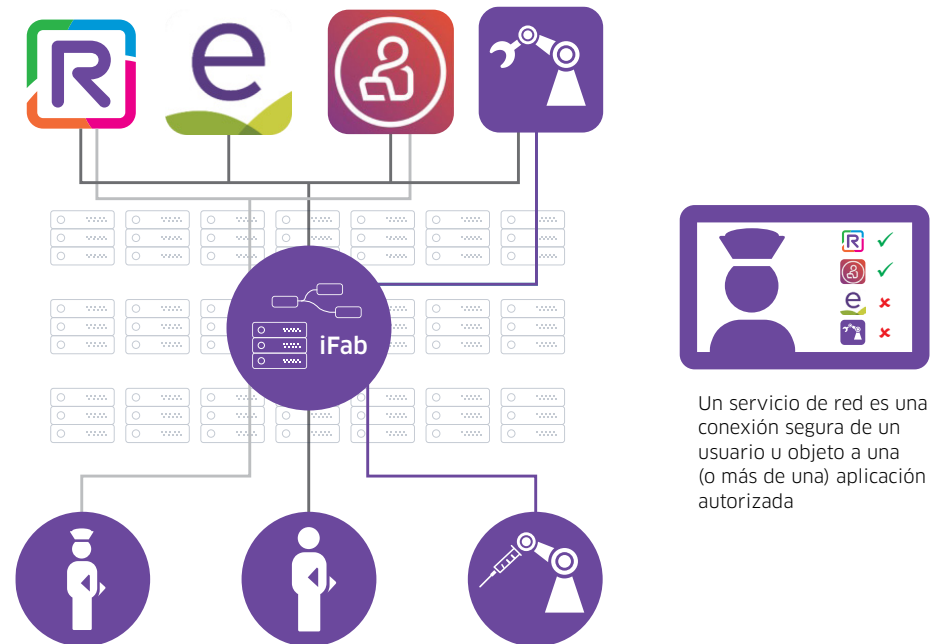 R
e
iFab
R
e
Un servicio de red es una
conexión segura de un
usuario u objeto a una
(o más de una) aplicación
autorizada